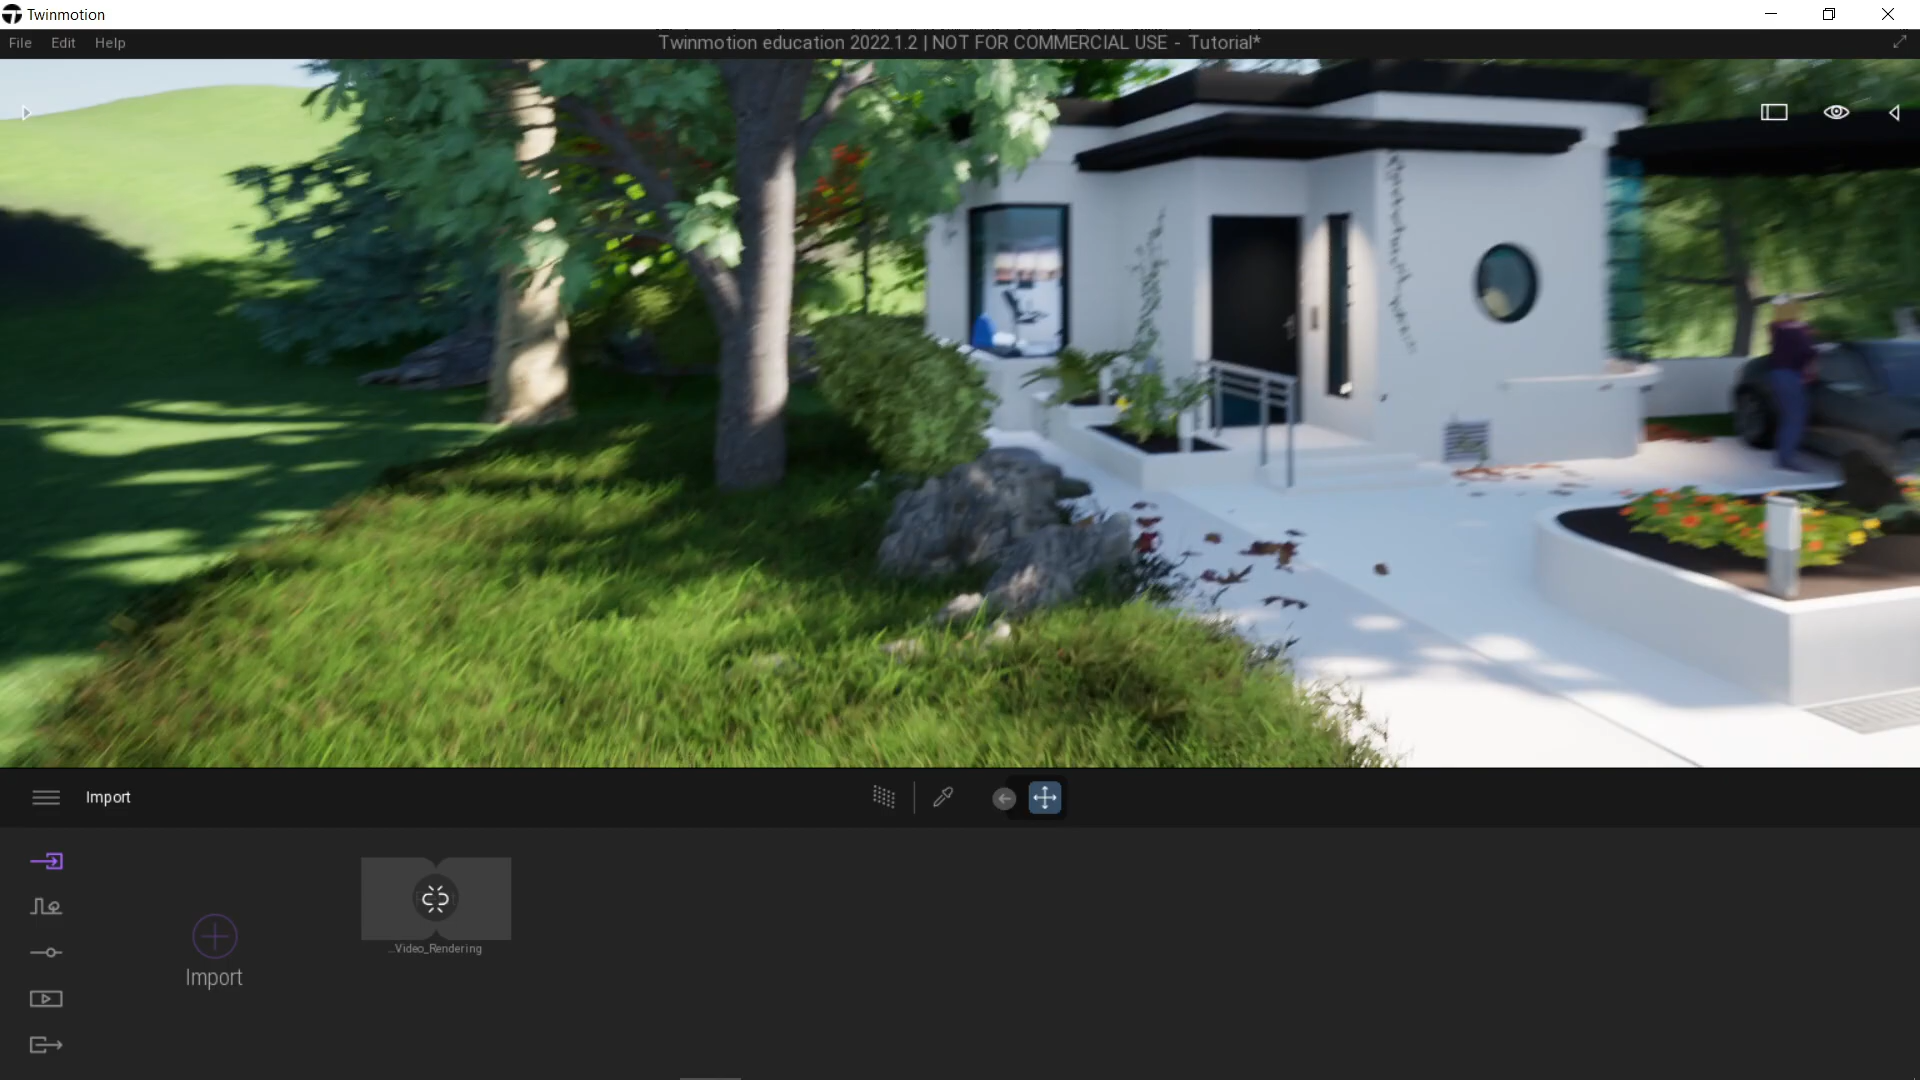 Twinmotion
File Edit Help
Twinmotion education 2022.1.2 | NOT FOR COMMERCIAL USE - Tutorial*
Import
Import
...Video_Rendering